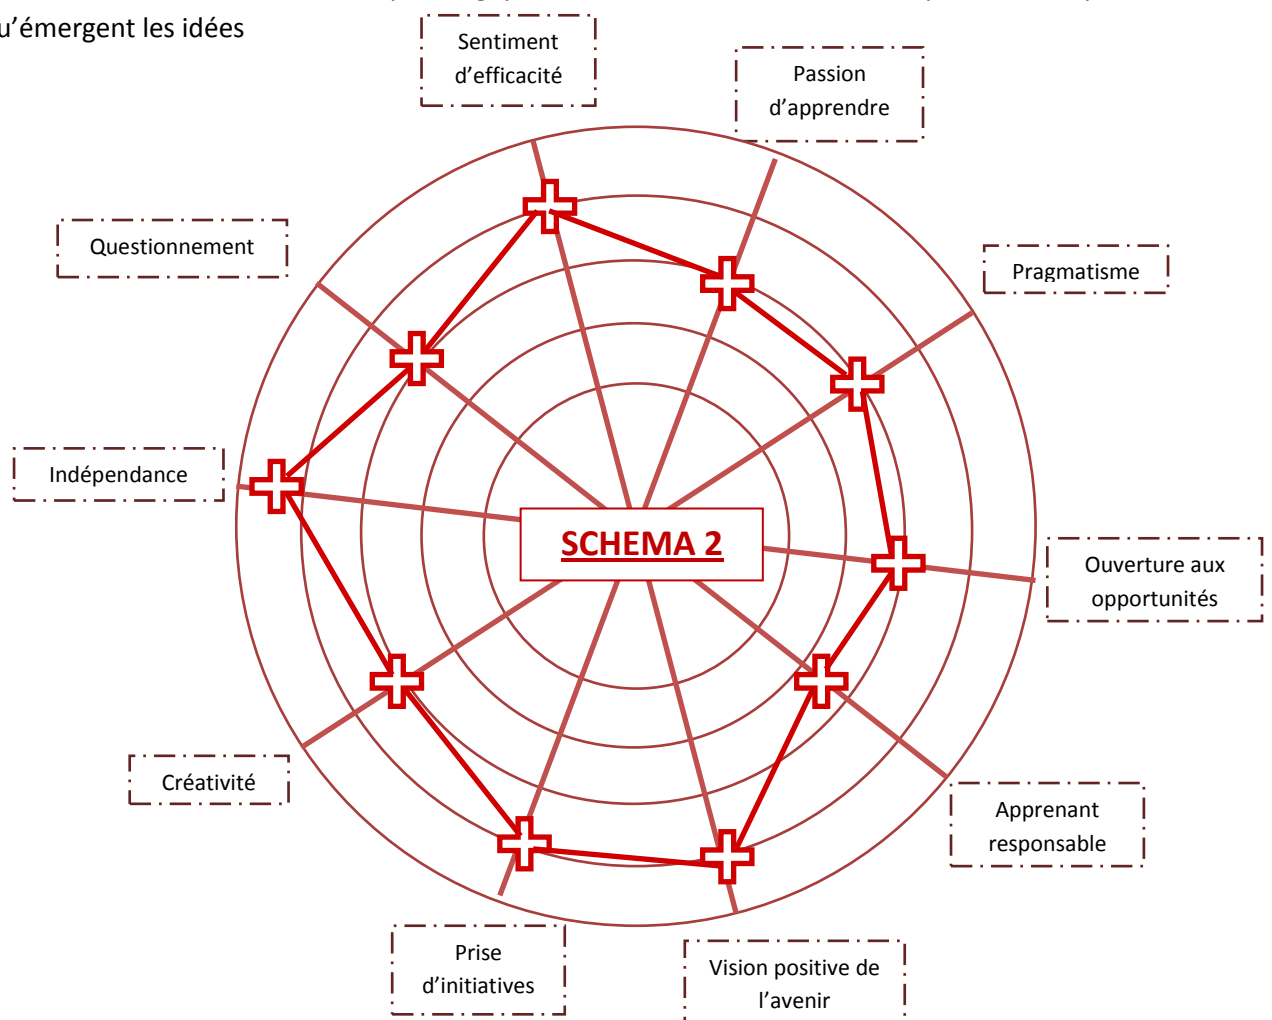 u’émergent les idées
Sentiment
d’efficacité
Passion
d’apprendre
Questionnement
Pragmatisme
Indépendance
SCHEMA 2
Ouverture aux
opportunités
Créativité
Apprenant
responsable
Prise
d’initiatives
Vision positive de
l’avenir